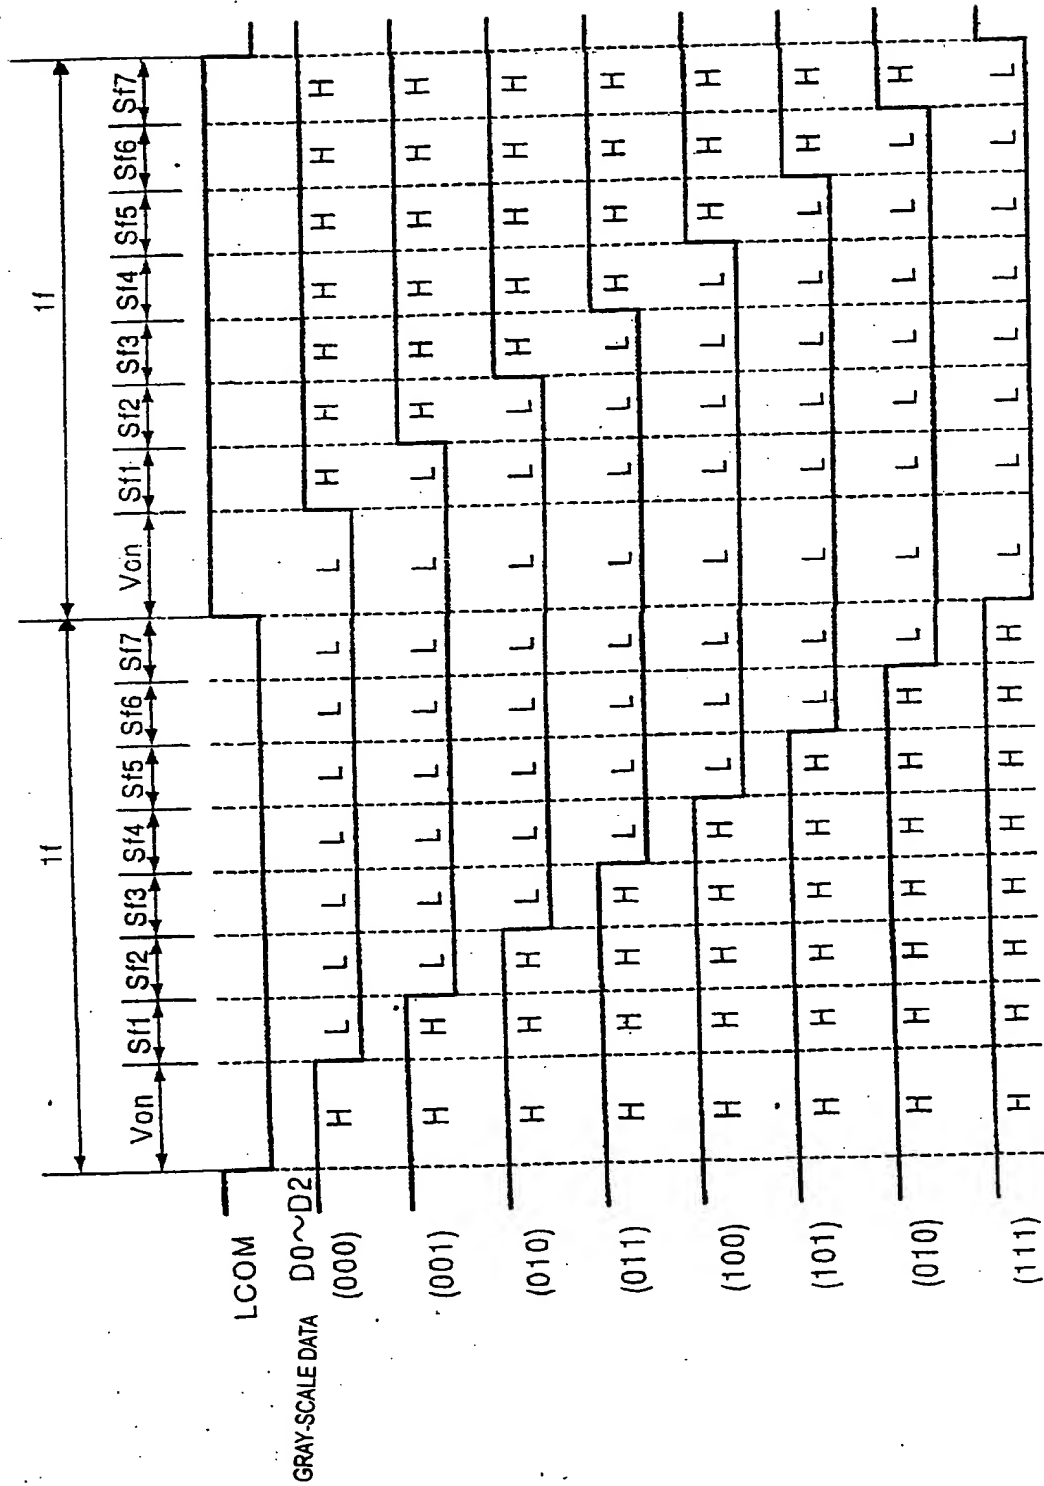 1f 1f
Von Sf1 Sf2 Sf3 Sf4 Sf5 Sf6 Sf7 Von Sf1 Sf2 Sf3 Sf4 Sf5 Sf6 Sf7
LCOM
GRAY-SCALE DATA D0~D2
(000) H L L L L L L L L H H H H H H H
(001) H H L L L L L L L L H H H H H H
(010) H H H L L L L L L L L H H H H H
(011) H H H H L L L L L L L L H H H H
(100) H H H H H L L L L L L L L H H H
(101) H H H H H H L L L L L L L L H H
(010) H H H H H H H L L L L L L L L H
(111) H H H H H H H H L L L L L L L L